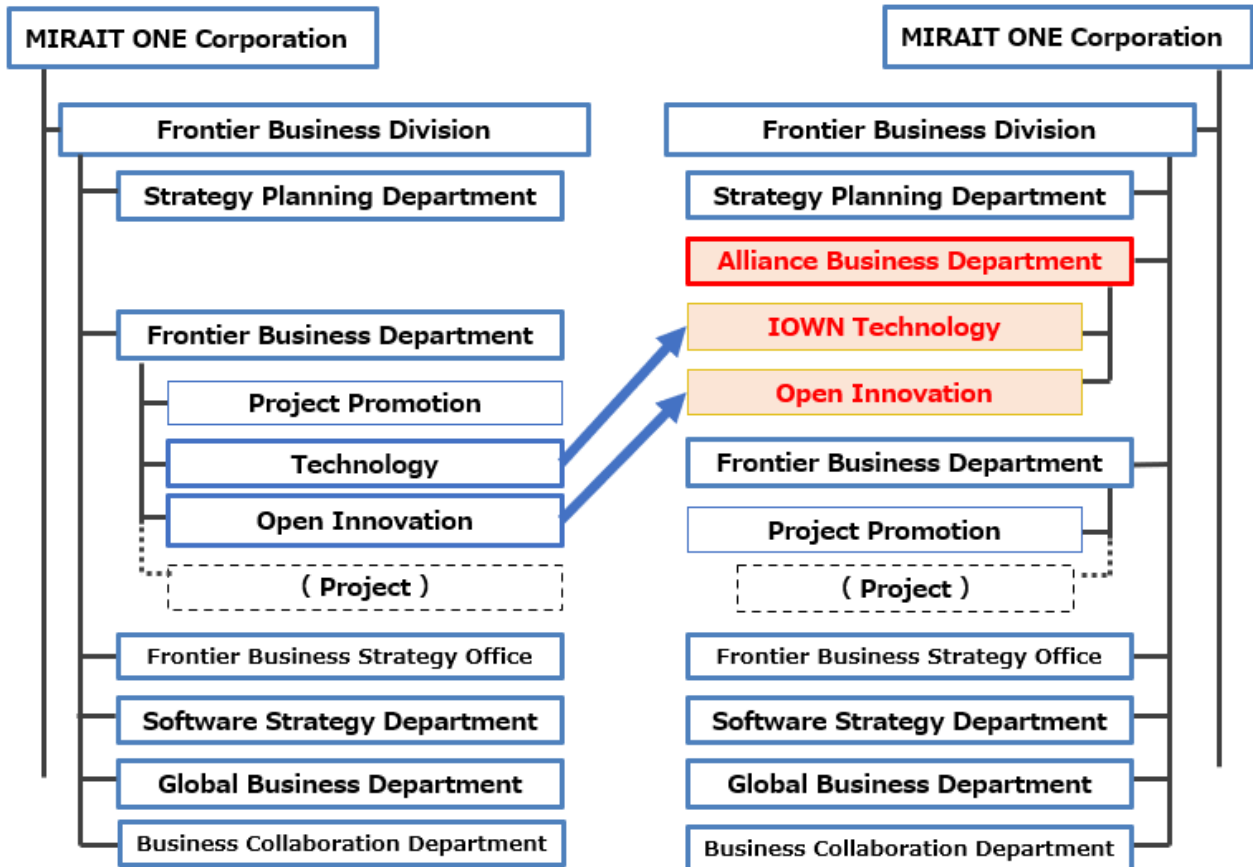 MIRAIT ONE Corporation
Frontier Business Division
Strategy Planning Department
Frontier Business Department
Project Promotion
Technology
Open Innovation
( Project )
Frontier Business Strategy Office
Software Strategy Department
Global Business Department
Business Collaboration Department
MIRAIT ONE Corporation
Frontier Business Division
Strategy Planning Department
Alliance Business Department
IOWN Technology
Open Innovation
Frontier Business Department
Project Promotion
( Project )
Frontier Business Strategy Office
Software Strategy Department
Global Business Department
Business Collaboration Department